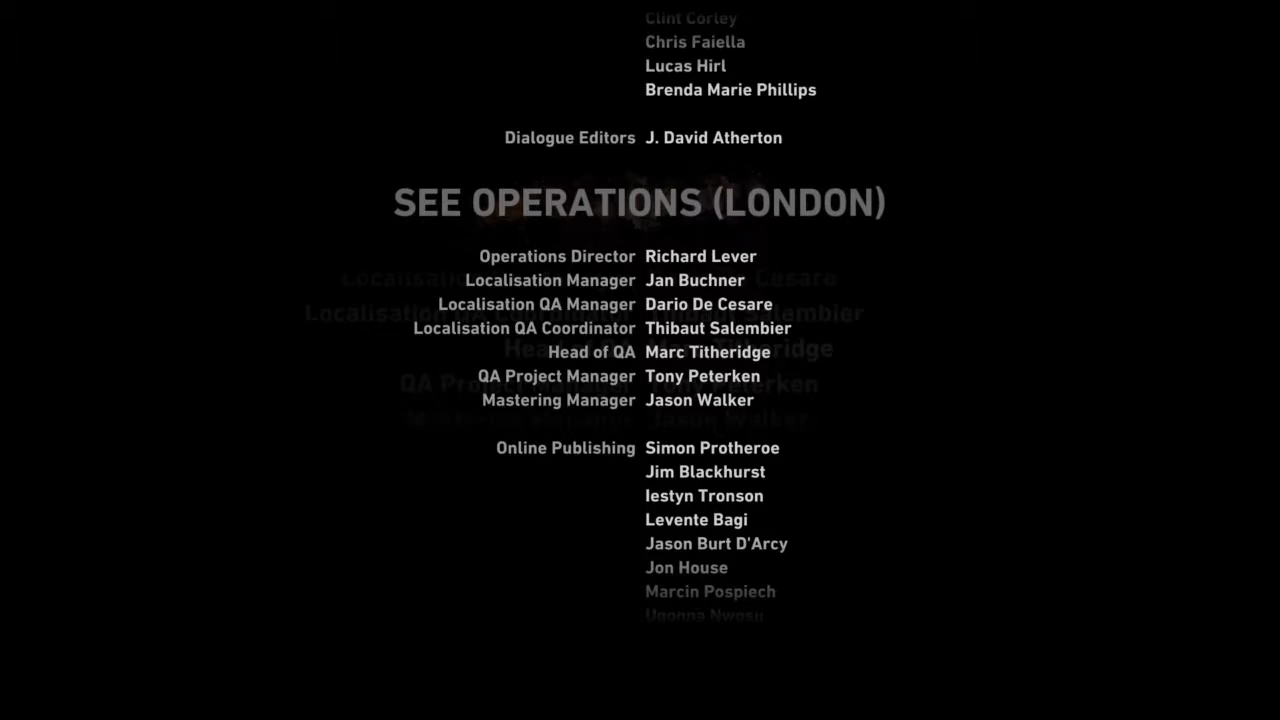 Clint Corley
Chris Faiella
Lucas Hirl
Brenda Marie Phillips
Dialogue Editors J. David Atherton
SEE OPERATIONS (LONDON)
Operations Director Richard Lever
Localisation Manager Jan Buchner
Localisation QA Manager Dario De Cesare
Localisation QA Coordinator Thibaut Salembier
Head of QA Marc Titheridge
QA Project Manager Tony Peterken
Mastering Manager Jason Walker
Online Publishing Simon Protheroe
Jim Blackhurst
Iestyn Tronson
Levente Bagi
Jason Burt D'Arcy
Jon House
Marcin Pospiech
Ugonna Nwosu